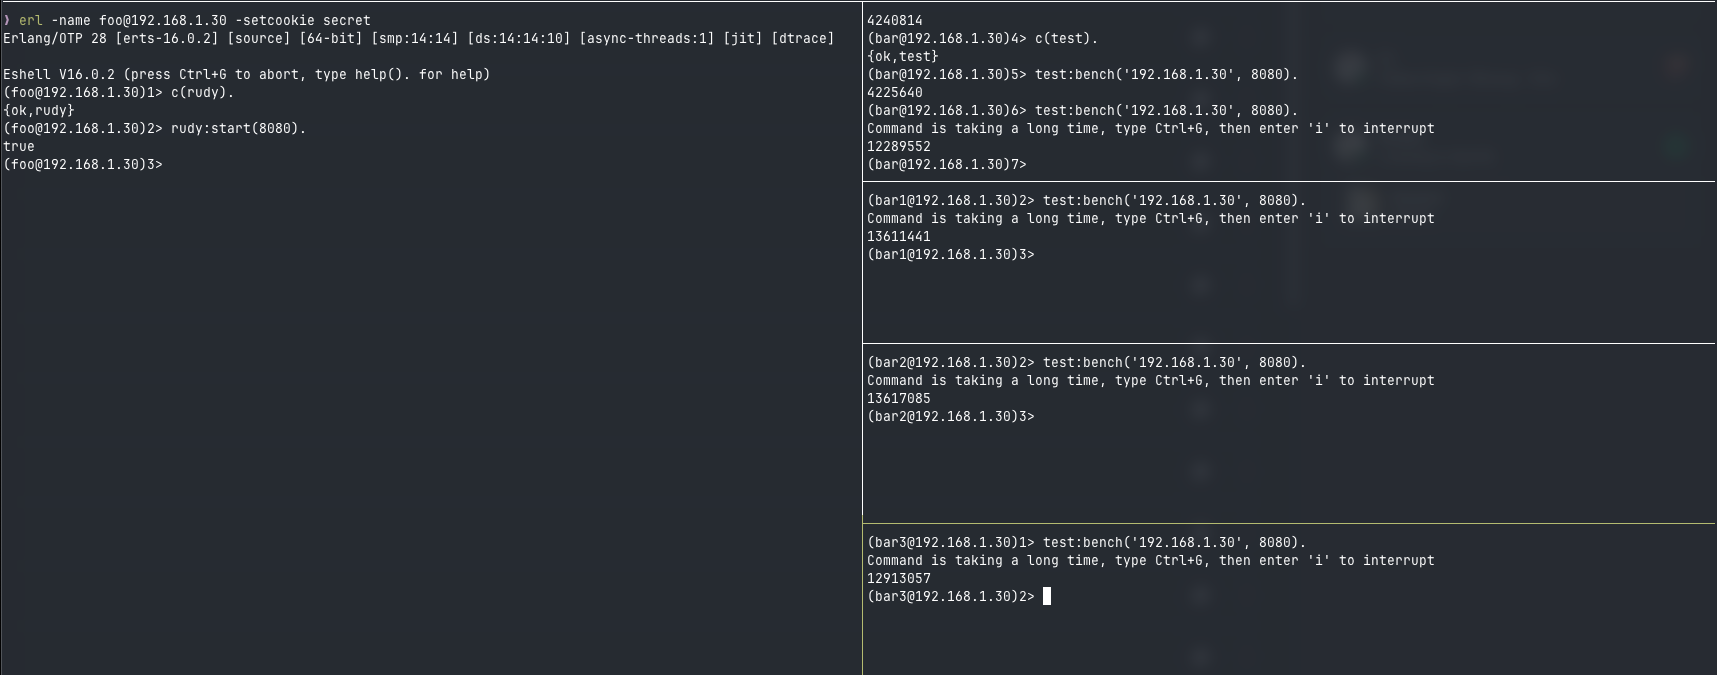 ❩ erl -name foo@192.168.1.30 -setcookie secret
Erlang/OTP 28 [erts-16.0.2] [source] [64-bit] [smp:14:14] [ds:14:14:10] [async-threads:1] [jit] [dtrace]
Eshell V16.0.2 (press Ctrl+G to abort, type help(). for help)
(foo@192.168.1.30)1> c(rudy).
{ok,rudy}
(foo@192.168.1.30)2> rudy:start(8080).
true
(foo@192.168.1.30)3>
4240814
(bar@192.168.1.30)4> c(test).
{ok,test}
(bar@192.168.1.30)5> test:bench('192.168.1.30', 8080).
4225640
(bar@192.168.1.30)6> test:bench('192.168.1.30', 8080).
Command is taking a long time, type Ctrl+G, then enter 'i' to interrupt
12289552
(bar@192.168.1.30)7>
(bar1@192.168.1.30)2> test:bench('192.168.1.30', 8080).
Command is taking a long time, type Ctrl+G, then enter 'i' to interrupt
13611441
(bar1@192.168.1.30)3>
(bar2@192.168.1.30)2> test:bench('192.168.1.30', 8080).
Command is taking a long time, type Ctrl+G, then enter 'i' to interrupt
13617085
(bar2@192.168.1.30)3>
(bar3@192.168.1.30)1> test:bench('192.168.1.30', 8080).
Command is taking a long time, type Ctrl+G, then enter 'i' to interrupt
12913057
(bar3@192.168.1.30)2>